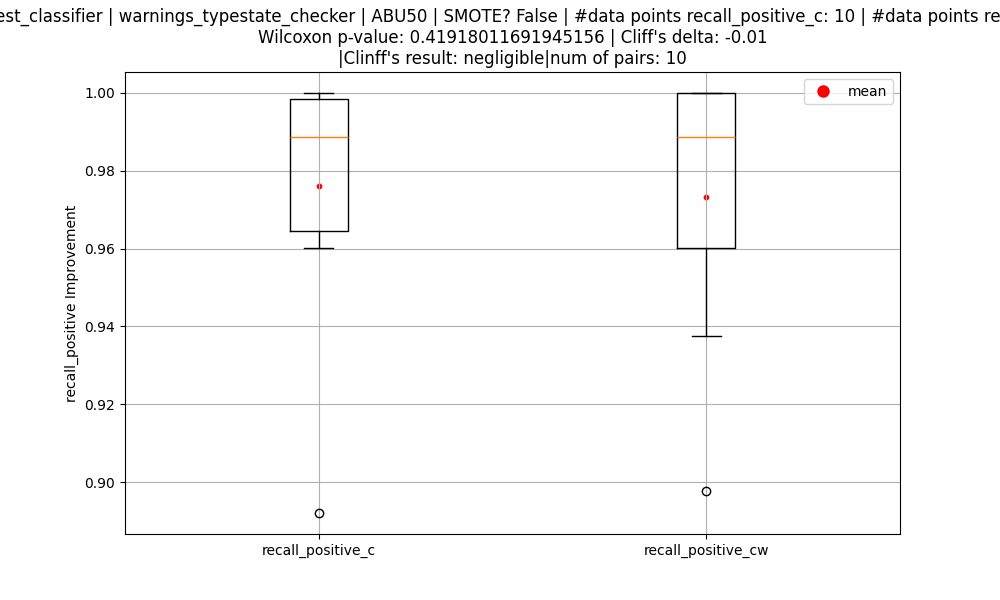 est_classifier | warnings_typestate_checker | ABU50 | SMOTE? False | #data points recall_positive_c: 10 | #data points re
Wilcoxon p-value: 0.41918011691945156 | Cliff's delta: -0.01
|Clinff's result: negligible|num of pairs: 10
mean
1.00
0.98
0.96
0.94
0.92
0.90
recall_positive Improvement
recall_positive_c
recall_positive_cw